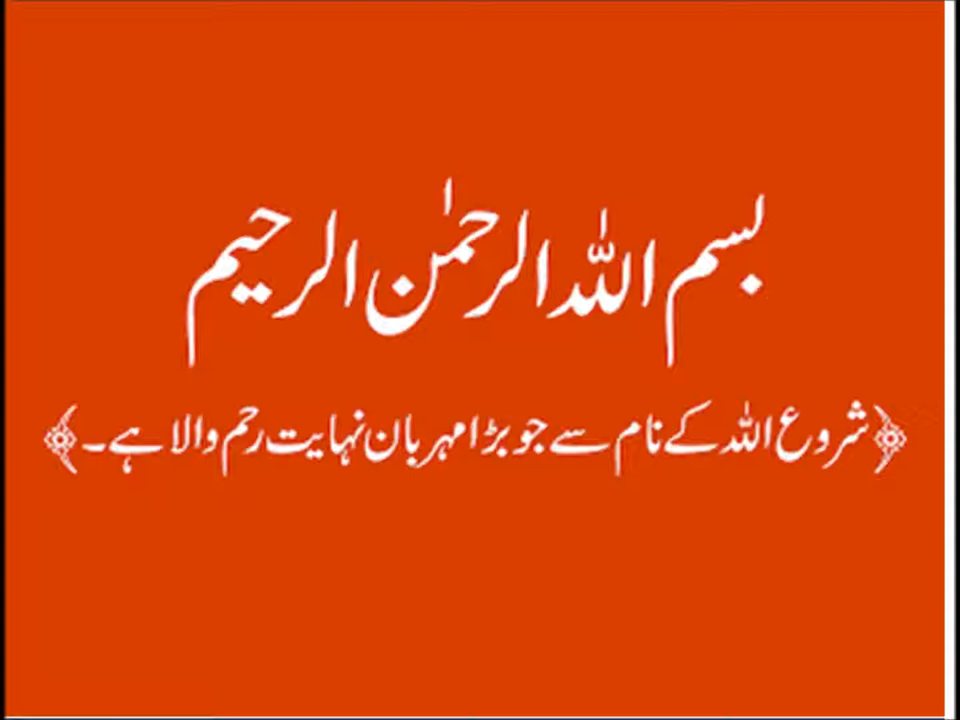 بسم اللہ الرحمٰن الرحیم
﴿شروع اللہ کے نام سے جو بڑا مہربان نہایت رحم والا ہے۔﴾